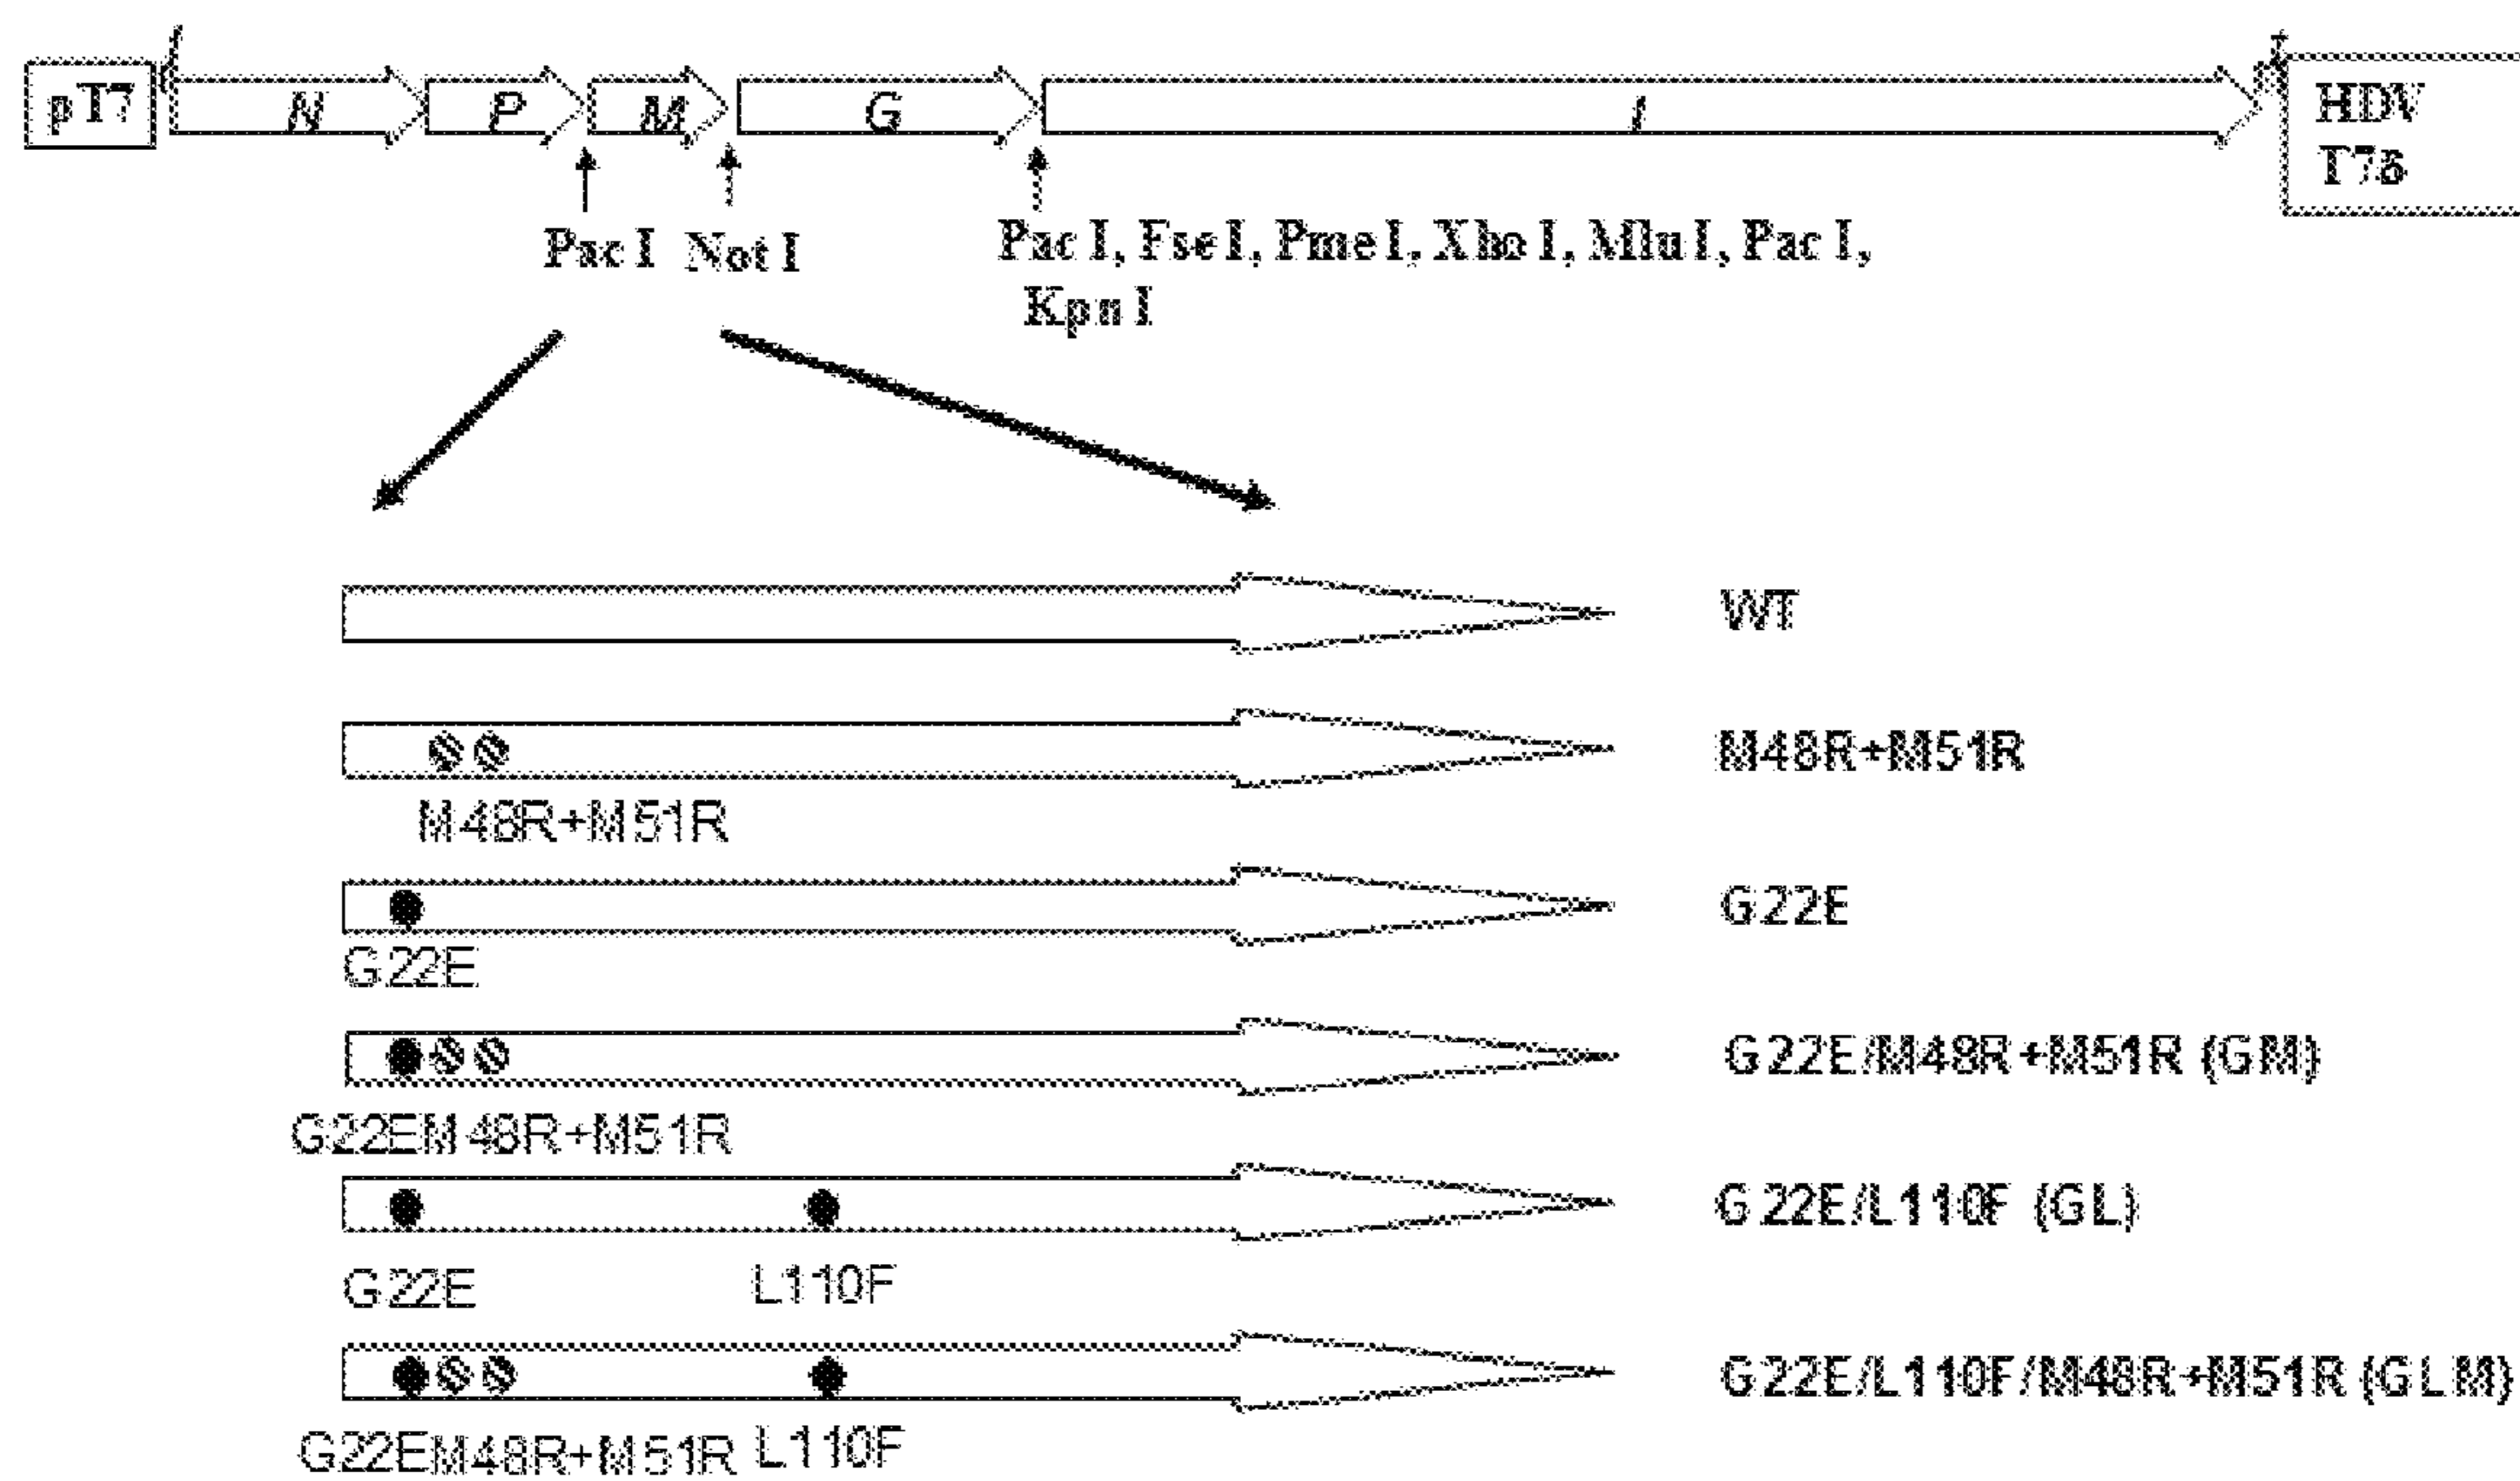 pT7 N P M G HDV
Pac I Not I Pac I, Fse I, Pme I, Xho I, Mlu I, Pac I,
Kpn I
WT
M48R+M51R
M48R+M51R
G22E
G22E
G22E/M48R+M51R (GM)
G22EM48R+M51R
G22E/L110F (GL)
G22E L110F
G22E/L110F/M48R+M51R (GLM)
G22EM48R+M51R L110F